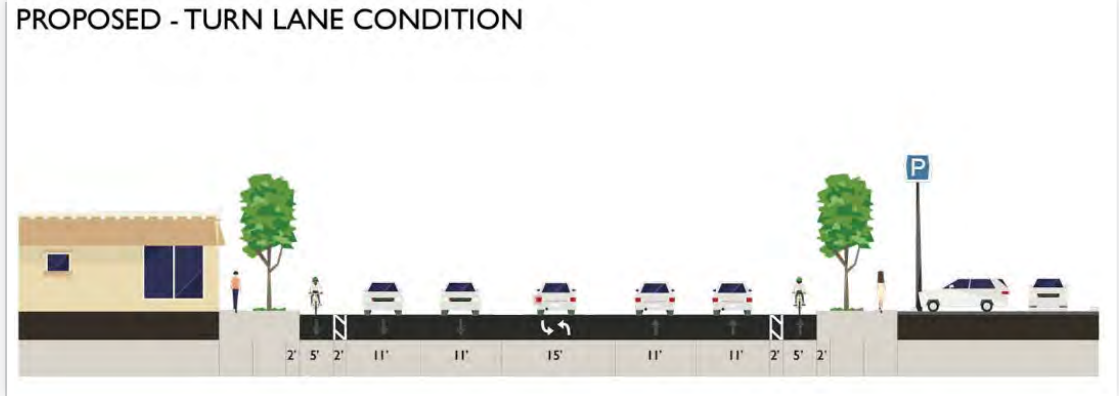 PROPOSED - TURN LANE CONDITION
P
2' 5' 2' 11' 11' 15' 11' 11' 2' 5' 2'